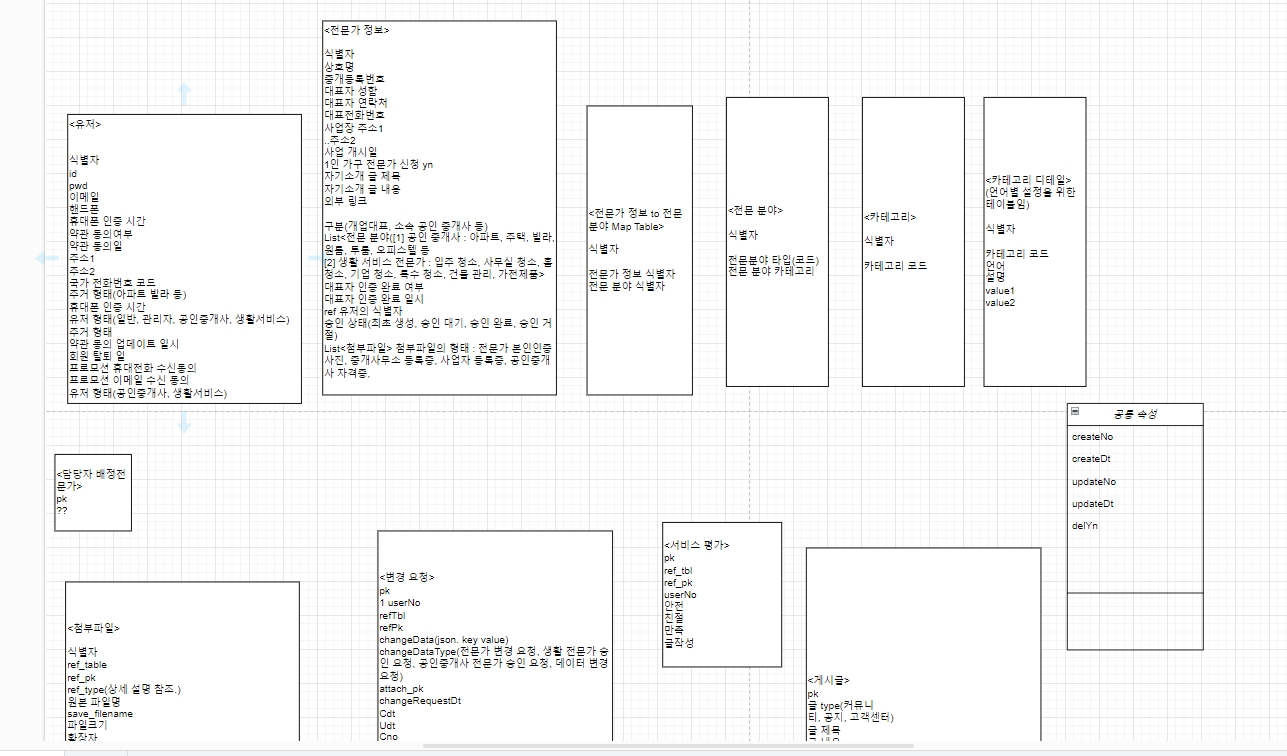 <유저>
식별자
id
pwd
이메일
핸드폰
휴대폰 인증 시간
약관 동의여부
약관 동의일
주소1
주소2
국가 전화번호 코드
주거 형태(아파트 빌라 등)
휴대폰 인증 시간
유저 형태(일반, 관리자, 공인중개사, 생활서비스)
주거 형태
약관 동의 업데이트 일시
회원 탈퇴 일
프로모션 휴대전화 수신동의
프로모션 이메일 수신 동의
유저 형태(공인중개사, 생활서비스)
<전문가 정보>
식별자
상호명
중개등록번호
대표자 성함
대표자 연락처
대표전화번호
사업장 주소1
..주소2
사업 개시일
1인 가구 전문가 신청 yn
자기소개 글 제목
자기소개 글 내용
외부 링크
구분(개업대표, 소속 공인 중개사 등)
List<전문 분야([1] 공인 중개사 : 아파트, 주택, 빌라,
원룸, 투룸, 오피스텔 등
[2] 생활 서비스 전문가 : 입주 청소, 사무실 청소, 홈
청소, 기업 청소, 특수 청소, 건물 관리, 가전제품>
대표자 인증 완료 여부
대표자 인증 완료 일시
ref 유저의 식별자
승인 상태(최초 생성, 승인 대기, 승인 완료, 승인 거
절)
List<첨부파일> 첨부파일의 형태 : 전문가 본인인증
사진, 중개사무소 등록증, 사업자 등록증, 공인중개
사 자격증,
<전문가 정보 to 전문
분야 Map Table>
식별자
전문가 정보 식별자
전문 분야 식별자
<전문 분야>
식별자
전문분야 타입(코드)
전문 분야 카테고리
<카테고리>
식별자
카테고리 코드
<카테고리 디테일>
(언어별 설정을 위한
테이블임)
식별자
카테고리 코드
언어
설명
value1
value2
공통 속성
createNo
createDt
updateNo
updateDt
delYn
<담당자 배정전
문가>
pk
??
<첨부파일>
식별자
ref_table
ref_pk
ref_type(상세 설명 참조.)
원본 파일명
save_filename
파일크기
확장자
<변경 요청>
pk
1 userNo
refTbl
refPk
changeData(json. key value)
changeDataType(전문가 변경 요청, 생활 전문가 승
인 요청, 공인중개사 전문가 승인 요청, 데이터 변경
요청)
attach_pk
changeRequestDt
Cdt
Udt
Cno
<서비스 평가>
pk
ref_tbl
ref_pk
userNo
안전
친절
만족
글작성
<게시글>
pk
글 type(커뮤니
티, 공지, 고객센터)
글 제목